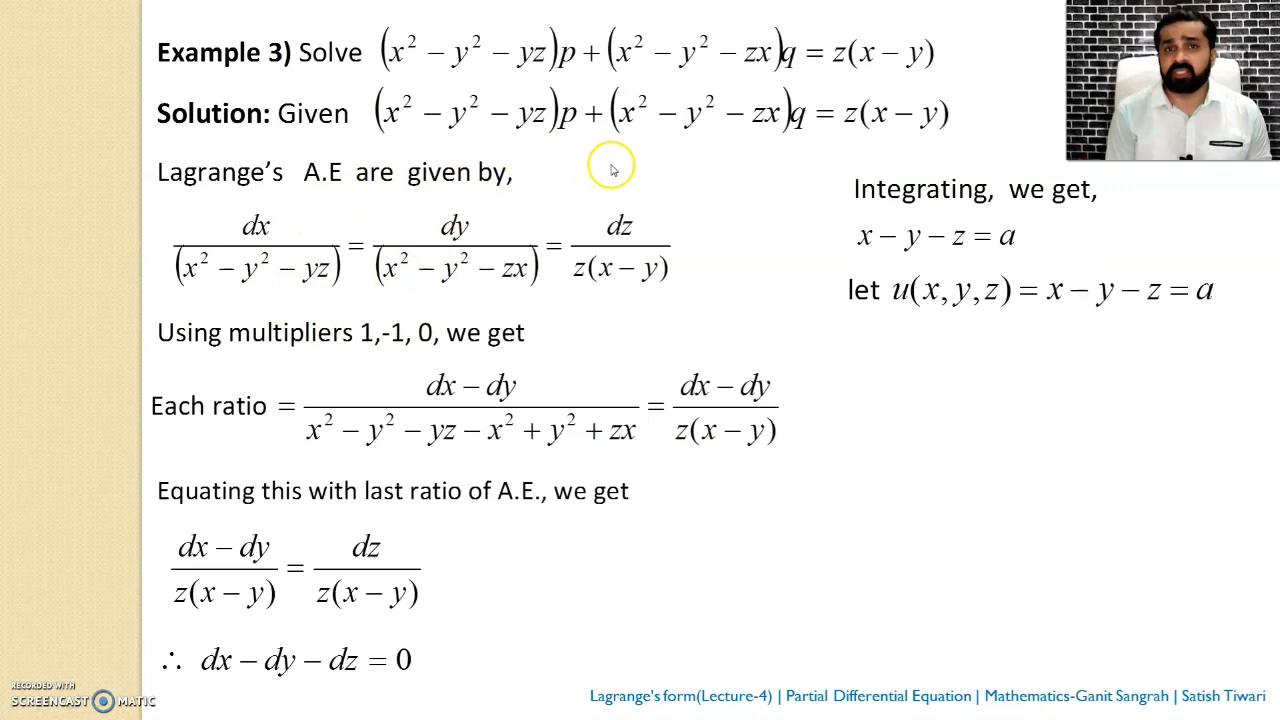 Example 3) Solve (x² − y² − yz)p + (x² − y² − zx)q = z(x − y)
Solution: Given (x² − y² − yz)p + (x² − y² − zx)q = z(x − y)
Lagrange's A.E are given by,
dx/(x² − y² − yz) = dy/(x² − y² − zx) = dz/z(x − y)
Using multipliers 1,-1, 0, we get
Each ratio = dx − dy/x² − y² − yz − x² + y² + zx = dx − dy/z(x − y)
Equating this with last ratio of A.E., we get
dx − dy/z(x − y) = dz/z(x − y)
∴ dx − dy − dz = 0
Integrating, we get,
x − y − z = a
let u(x, y, z) = x − y − z = a
RECORDED WITH
SCREENCAST MATIC
Lagrange's form(Lecture-4) | Partial Differential Equation | Mathematics-Ganit Sangrah | Satish Tiwari